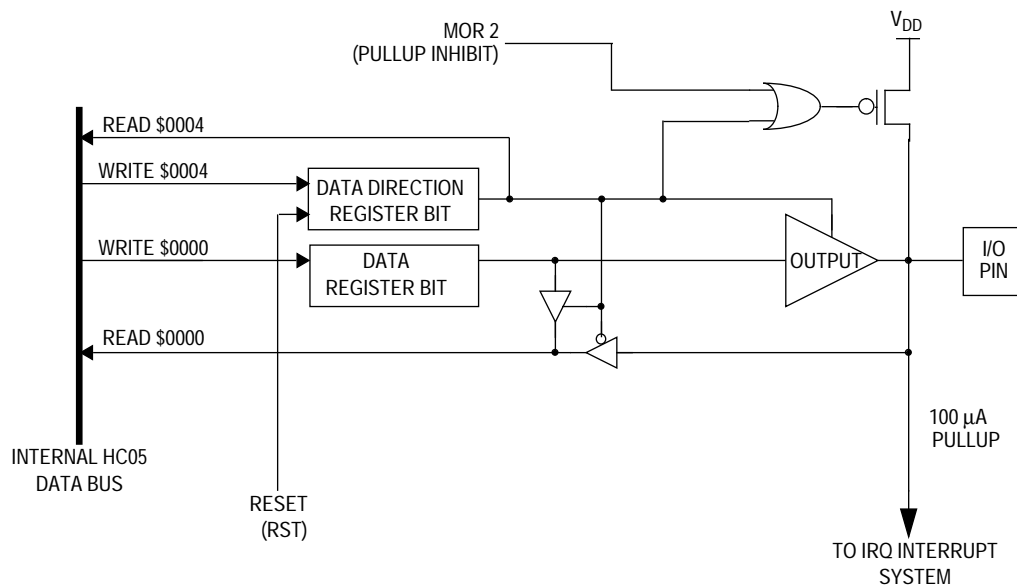 MOR 2
(PULLUP INHIBIT)
VDD
READ $0004
WRITE $0004
DATA DIRECTION
REGISTER BIT
WRITE $0000
DATA
REGISTER BIT
OUTPUT
I/O
PIN
READ $0000
100 µA
PULLUP
INTERNAL HC05
DATA BUS
RESET
(RST)
TO IRQ INTERRUPT
SYSTEM